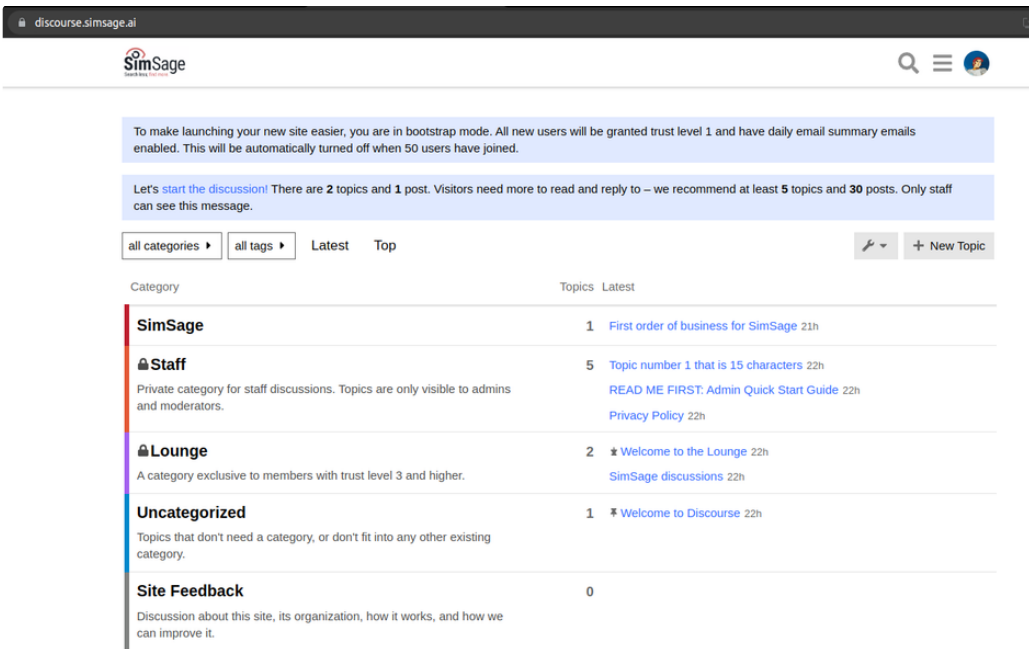 discourse.simsage.ai
SimSage
To make launching your new site easier, you are in bootstrap mode. All new users will be granted trust level 1 and have daily email summary emails
enabled. This will be automatically turned off when 50 users have joined.
Let's start the discussion! There are 2 topics and 1 post. Visitors need more to read and reply to – we recommend at least 5 topics and 30 posts. Only staff
can see this message.
all categories all tags Latest Top + New Topic
Category Topics Latest
SimSage 1 First order of business for SimSage 21h
Staff 5 Topic number 1 that is 15 characters 22h
Private category for staff discussions. Topics are only visible to admins READ ME FIRST: Admin Quick Start Guide 22h
and moderators. Privacy Policy 22h
Lounge 2 Welcome to the Lounge 22h
A category exclusive to members with trust level 3 and higher. SimSage discussions 22h
Uncategorized 1 Welcome to Discourse 22h
Topics that don't need a category, or don't fit into any other existing
category.
Site Feedback 0
Discussion about this site, its organization, how it works, and how we
can improve it.